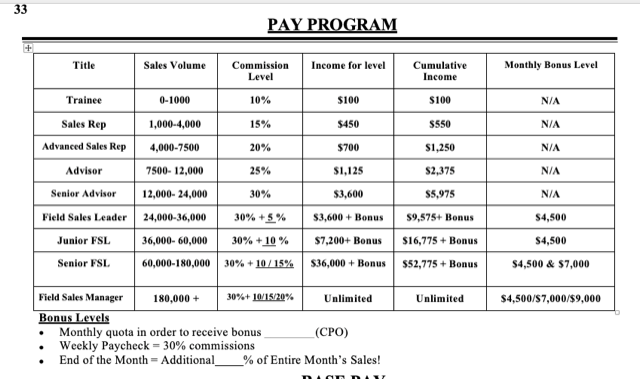 33
PAY PROGRAM
Title Sales Volume Commission Level Income for level Cumulative Income Monthly Bonus Level
Trainee 0-1000 10% $100 $100 N/A
Sales Rep 1,000-4,000 15% $450 $550 N/A
Advanced Sales Rep 4,000-7500 20% $700 $1,250 N/A
Advisor 7500- 12,000 25% $1,125 $2,375 N/A
Senior Advisor 12,000- 24,000 30% $3,600 $5,975 N/A
Field Sales Leader 24,000-36,000 30% + 5 % $3,600 + Bonus $9,575+ Bonus $4,500
Junior FSL 36,000- 60,000 30% + 10 % $7,200+ Bonus $16,775 + Bonus $4,500
Senior FSL 60,000-180,000 30% + 10 / 15% $36,000 + Bonus $52,775 + Bonus $4,500 & $7,000
Field Sales Manager 180,000 + 30%+ 10/15/20% Unlimited Unlimited $4,500/$7,000/$9,000
Bonus Levels
• Monthly quota in order to receive bonus ________(CPO)
• Weekly Paycheck = 30% commissions
• End of the Month = Additional____% of Entire Month's Sales!
BASE PAY